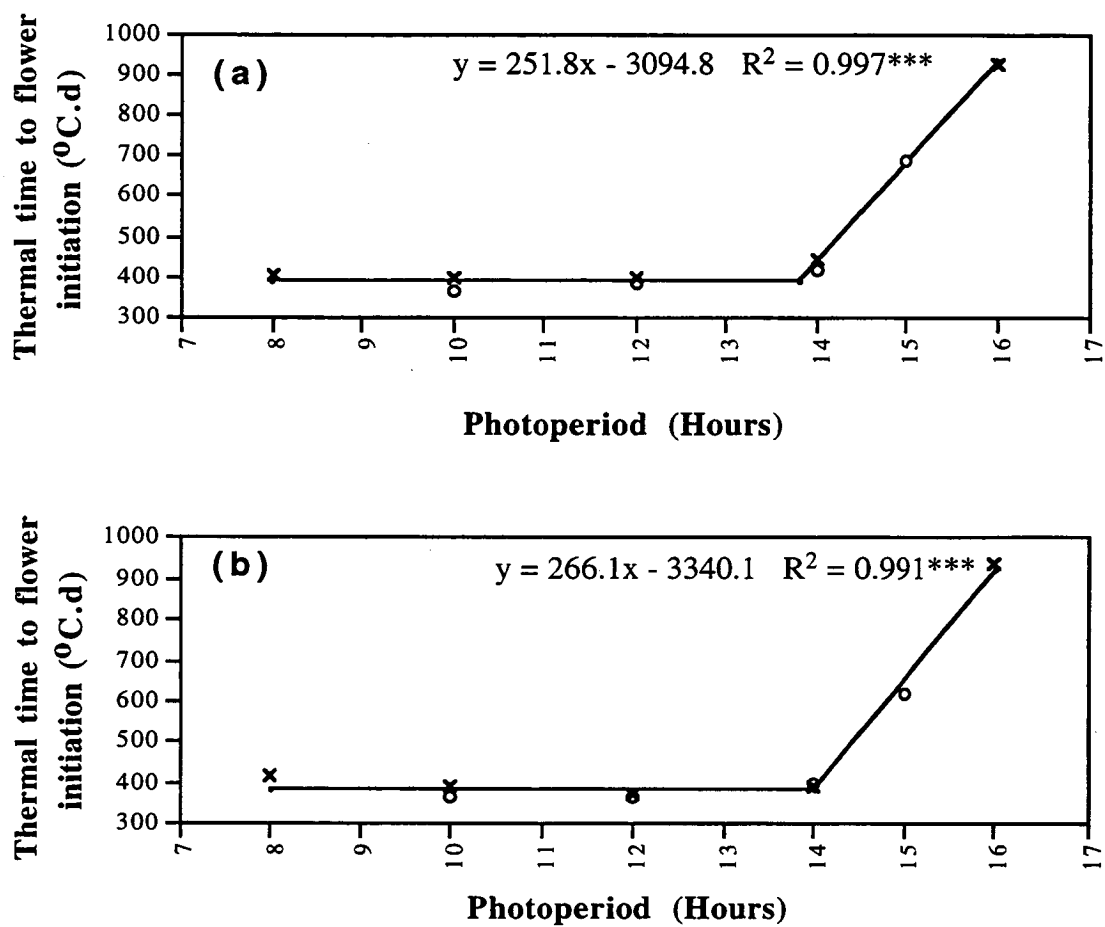 Thermal time to flower
initiation (⁰C.d)
1000
900
800
700
600
500
400
300
(a)
y = 251.8x - 3094.8 R² = 0.997***
7 8 9 10 11 12 13 14 15 16 17
Photoperiod (Hours)
Thermal time to flower
initiation (⁰C.d)
1000
900
800
700
600
500
400
300
(b)
y = 266.1x - 3340.1 R² = 0.991***
7 8 9 10 11 12 13 14 15 16 17
Photoperiod (Hours)